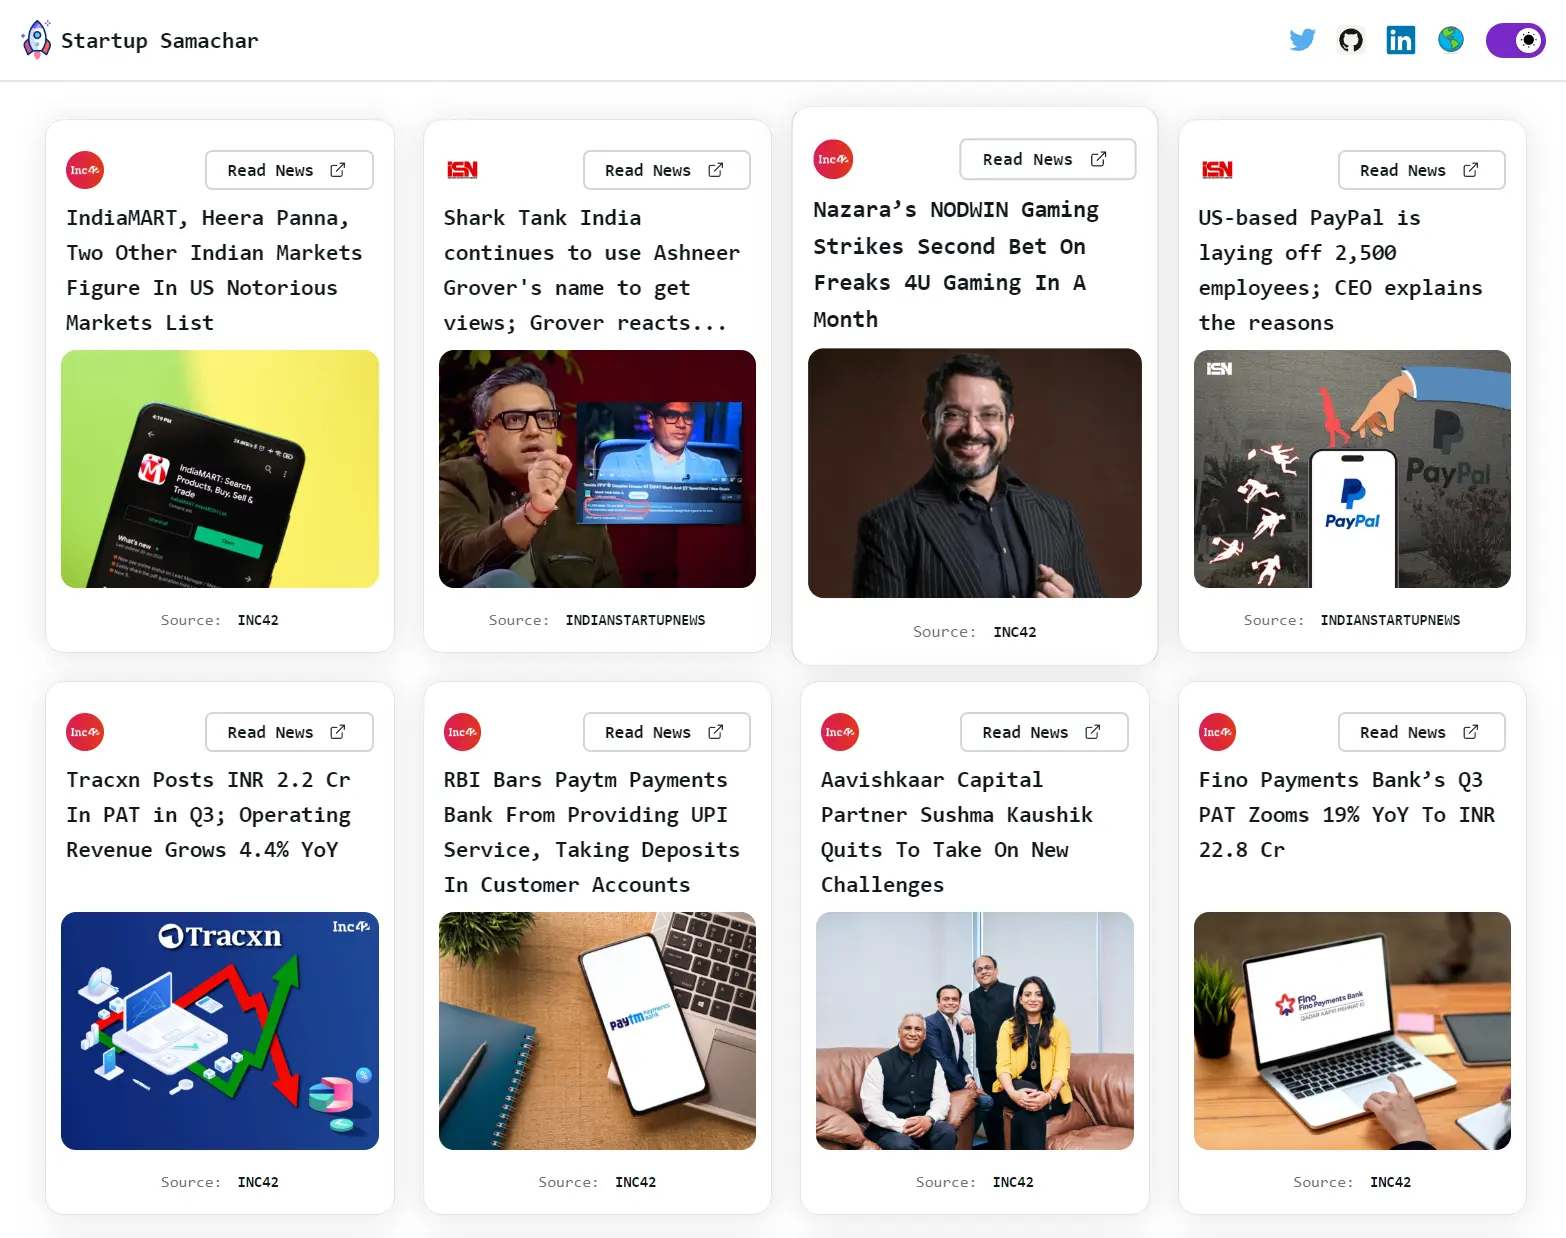 Startup Samachar
Inc42
Read News
IndiaMART, Heera Panna,
Two Other Indian Markets
Figure In US Notorious
Markets List
4:19 PM
IndiaMART: Search
Products, Buy, Sell &
Trade
Uninstall
Open
What's new
Source: INC42
ISN
Read News
Shark Tank India
continues to use Ashneer
Grover's name to get
views; Grover reacts...
Source: INDIANSTARTUPNEWS
Inc42
Read News
Nazara’s NODWIN Gaming
Strikes Second Bet On
Freaks 4U Gaming In A
Month
Source: INC42
ISN
Read News
US-based PayPal is
laying off 2,500
employees; CEO explains
the reasons
ISN
PayPal
PayPal
Source: INDIANSTARTUPNEWS
Inc42
Read News
Tracxn Posts INR 2.2 Cr
In PAT in Q3; Operating
Revenue Grows 4.4% YoY
Tracxn
Inc42
%
Source: INC42
Inc42
Read News
RBI Bars Paytm Payments
Bank From Providing UPI
Service, Taking Deposits
In Customer Accounts
paytm payments
bank
Source: INC42
Inc42
Read News
Aavishkaar Capital
Partner Sushma Kaushik
Quits To Take On New
Challenges
Source: INC42
Inc42
Read News
Fino Payments Bank’s Q3
PAT Zooms 19% YoY To INR
22.8 Cr
Fino
Fino Payments Bank
Source: INC42